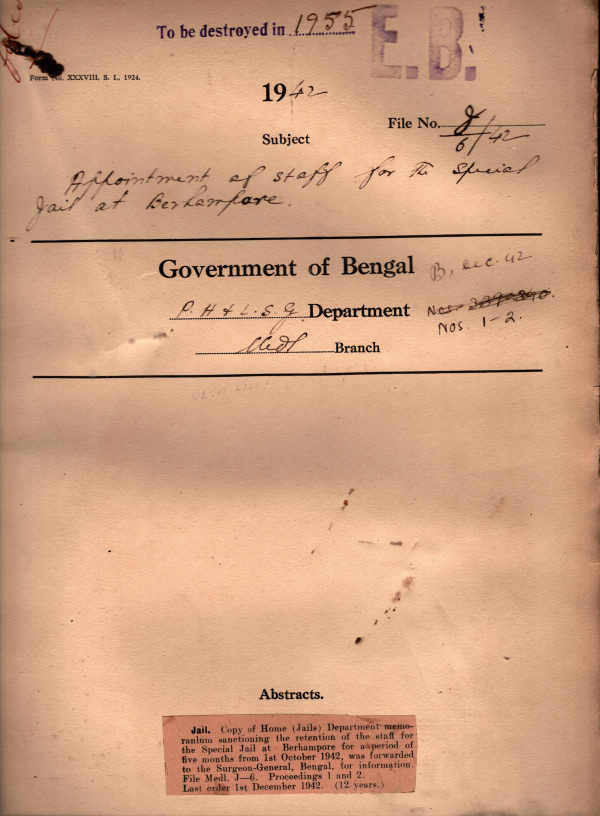 To be destroyed in 1955
E.B.
Form No. XXXVIII, S. I., 1924.
1942
File No. J
6/42
Subject
Appointment of staff for the Special
Jail at Berhampore.
Government of Bengal
B, Dec. 42
P. H & L. S. G. Department
Nos. 339-340.
Nos. 1-2.
Medl Branch
Abstracts.
Jail. Copy of Home (Jails) Department memo-
randum sanctioning the retention of the staff for
the Special Jail at Berhampore for a period of
five months from 1st October 1942, was forwarded
to the Surgeon-General, Bengal, for information.
File Medl. J—6. Proceedings 1 and 2.
Last order 1st December 1942. (12 years.)